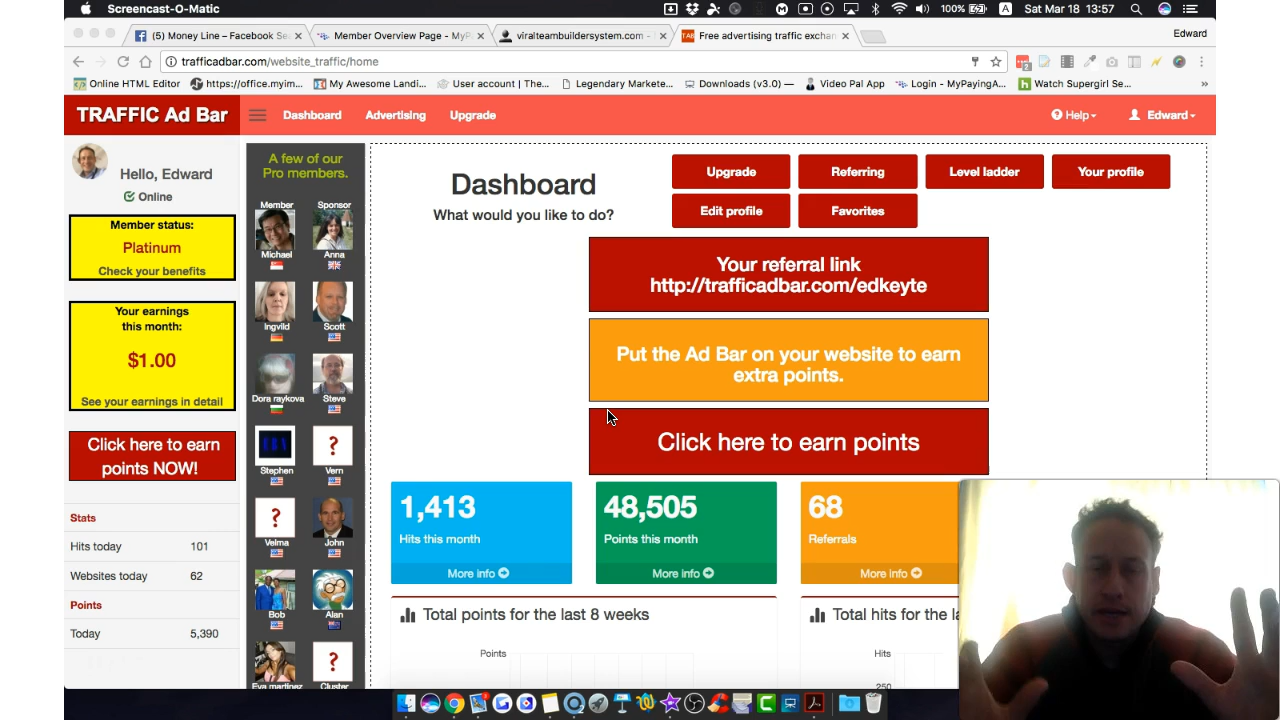 Screencast-O-Matic
100%
Sat Mar 18 13:57
(5) Money Line – Facebook Se
Member Overview Page - MyP
viralteambuildersystem.com -
Free advertising traffic exchan
Edward
trafficadbar.com/website_traffic/home
Online HTML Editor
https://office.myim...
My Awesome Landi...
User account | The...
Legendary Markete...
Downloads (v3.0) —
Video Pal App
Login - MyPayingA...
Watch Supergirl Se...
TRAFFIC Ad Bar
Dashboard
Advertising
Upgrade
Help
Edward
Hello, Edward
Online
Member status:
Platinum
Check your benefits
Your earnings
this month:
$1.00
See your earnings in detail
Click here to earn
points NOW!
Stats
Hits today 101
Websites today 62
Points
Today 5,390
A few of our
Pro members.
Member Sponsor
Michael Anna
Ingvild Scott
Dora raykova Steve
Stephen Vern
Velma John
Bob Alan
Eva martinez Cluster
Dashboard
What would you like to do?
Upgrade
Referring
Level ladder
Your profile
Edit profile
Favorites
Your referral link
http://trafficadbar.com/edkeyte
Put the Ad Bar on your website to earn
extra points.
Click here to earn points
1,413
Hits this month
More info
48,505
Points this month
More info
68
Referrals
More info
Total points for the last 8 weeks
Points
Total hits for the la
Hits
250